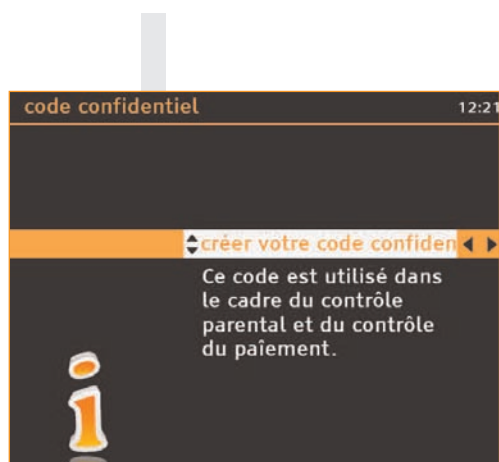 code confidentiel 12:21
créer votre code confiden
Ce code est utilisé dans
le cadre du contrôle
parental et du contrôle
du paîement.